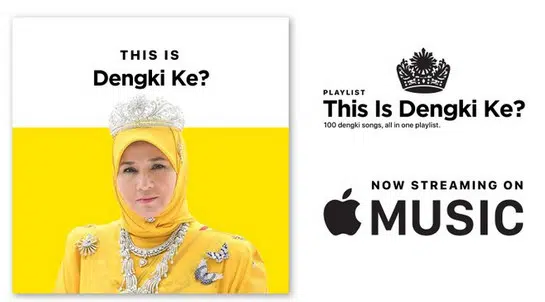 THIS IS
Dengki Ke?
PLAYLIST
This Is Dengki Ke?
100 dengki songs, all in one playlist.
NOW STREAMING ON
MUSIC